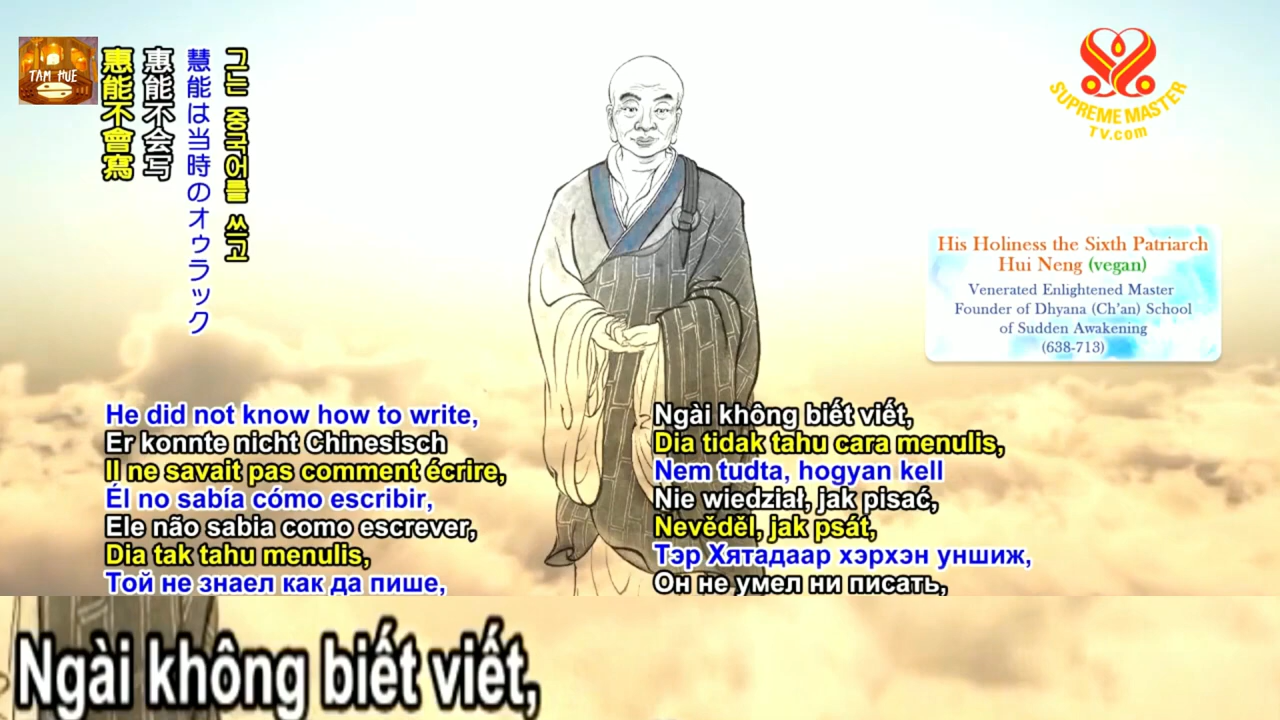 TAM HUE
惠能不會寫
惠能不会写
慧能は当時のオゥラック
그는 중국어를 쓰고
SUPREME MASTER
TV.com
His Holiness the Sixth Patriarch
Hui Neng (vegan)
Venerated Enlightened Master
Founder of Dhyana (Ch'an) School
of Sudden Awakening
(638-713)
He did not know how to write,
Er konnte nicht Chinesisch
Il ne savait pas comment écrire,
Él no sabía cómo escribir,
Ele não sabia como escrever,
Dia tak tahu menulis,
Той не знаел как да пише,
Ngài không biết viết,
Dia tidak tahu cara menulis,
Nem tudta, hogyan kell
Nie wiedział, jak pisać,
Nevěděl, jak psát,
Тэр Хятадаар хэрхэн уншиж,
Он не умел ни писать,
Ngài không biết viết,